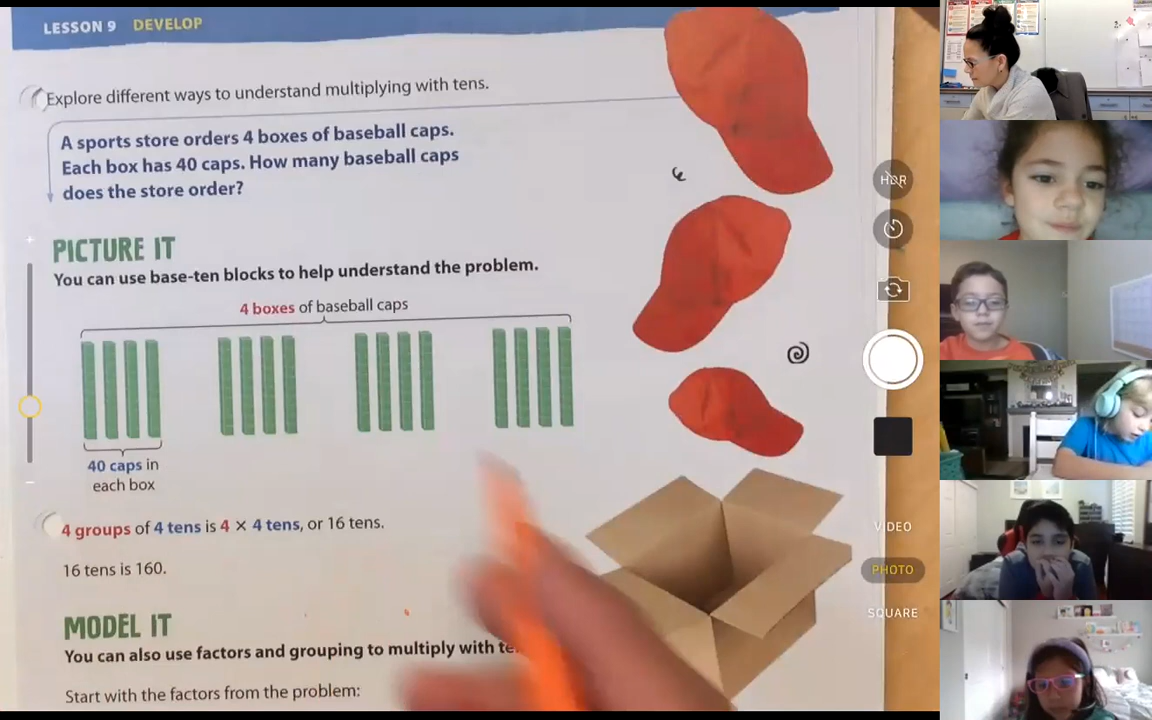 LESSON 9 DEVELOP
Explore different ways to understand multiplying with tens.
A sports store orders 4 boxes of baseball caps.
Each box has 40 caps. How many baseball caps
does the store order?
PICTURE IT
You can use base-ten blocks to help understand the problem.
4 boxes of baseball caps
40 caps in
each box
4 groups of 4 tens is 4 × 4 tens, or 16 tens.
16 tens is 160.
MODEL IT
You can also use factors and grouping to multiply with
Start with the factors from the problem:
HDR
VIDEO
PHOTO
SQUARE